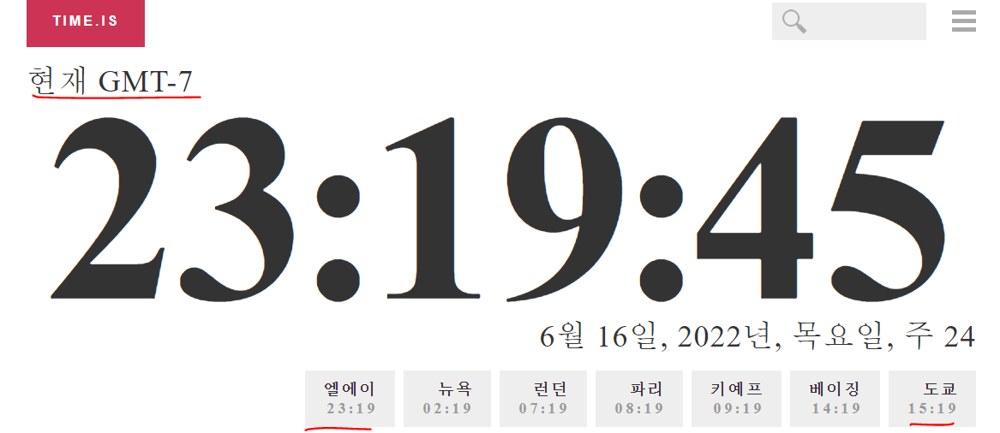 TIME.IS
현재 GMT-7
23:19:45
6월 16일, 2022년, 목요일, 주 24
엘에이 뉴욕 런던 파리 키예프 베이징 도쿄
23:19 02:19 07:19 08:19 09:19 14:19 15:19